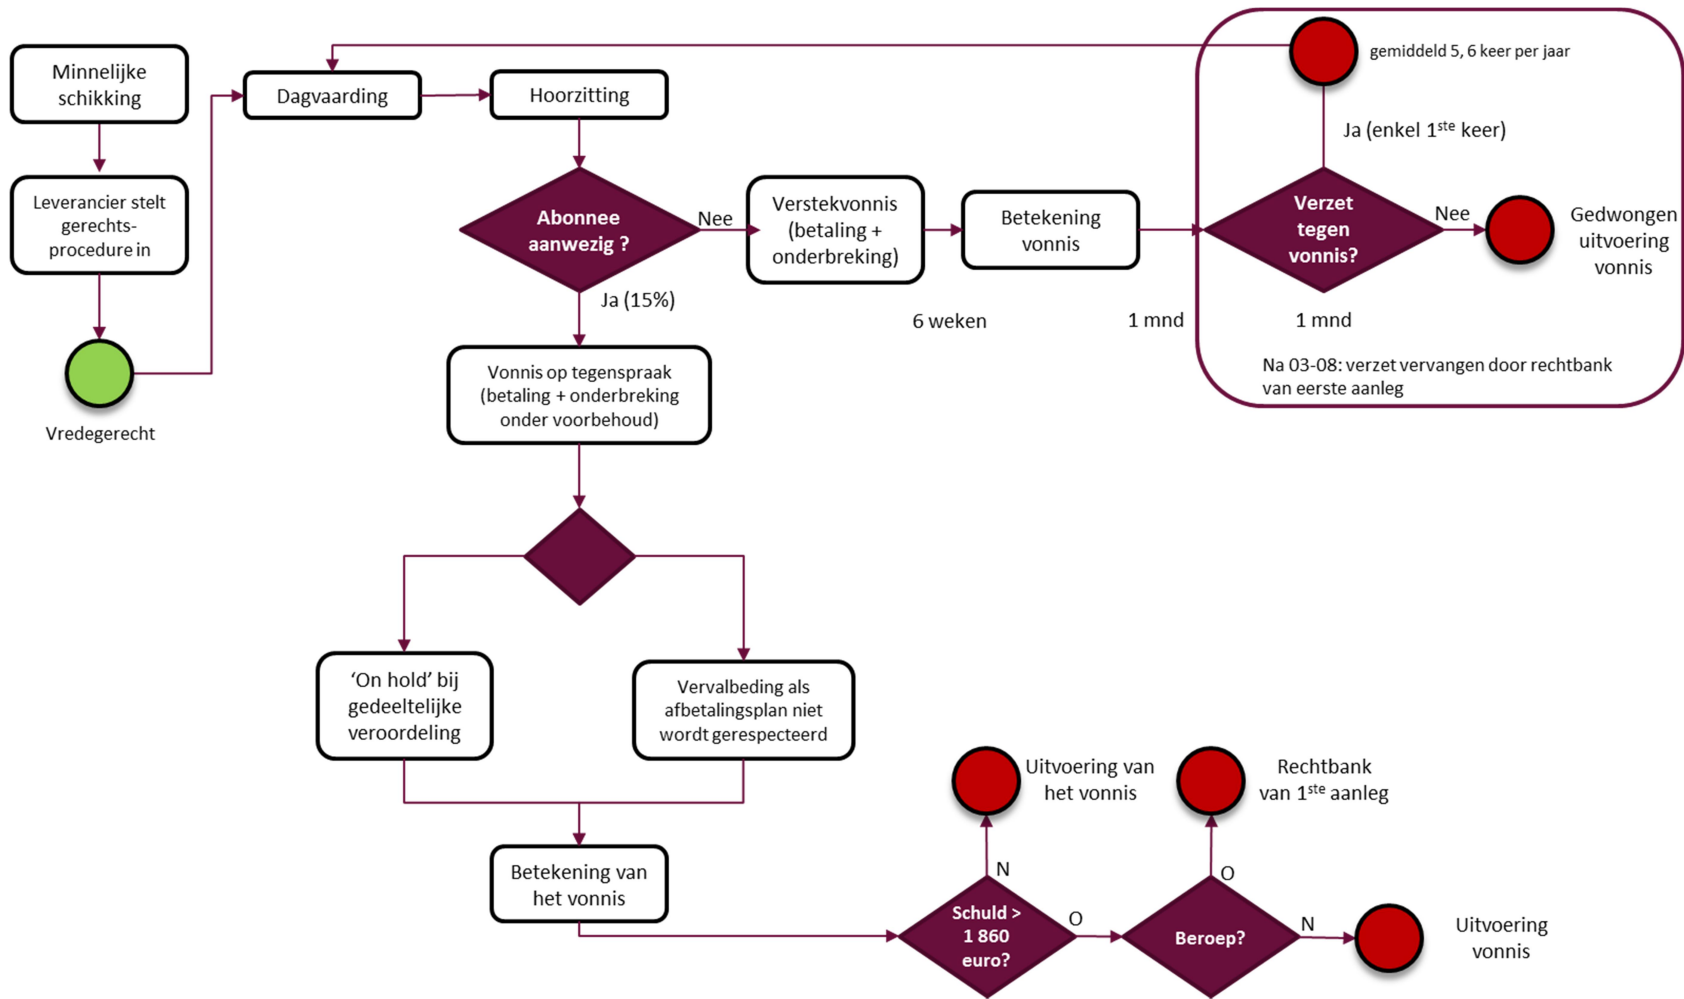 Minnelijke
schikking
Leverancier stelt
gerechts-
procedure in
Vredegerecht
Dagvaarding
Hoorzitting
Abonnee
aanwezig ?
Nee
Ja (15%)
Verstekvonnis
(betaling +
onderbreking)
6 weken
Betekening
vonnis
1 mnd
gemiddeld 5, 6 keer per jaar
Ja (enkel 1ste keer)
Verzet
tegen
vonnis?
Nee
Gedwongen
uitvoering
vonnis
1 mnd
Na 03-08: verzet vervangen door rechtbank
van eerste aanleg
Vonnis op tegenspraak
(betaling + onderbreking
onder voorbehoud)
‘On hold’ bij
gedeeltelijke
veroordeling
Vervalbeding als
afbetalingsplan niet
wordt gerespecteerd
Betekening van
het vonnis
Schuld >
1 860
euro?
N
Uitvoering van
het vonnis
O
Beroep?
O
Rechtbank
van 1ste aanleg
N
Uitvoering
vonnis